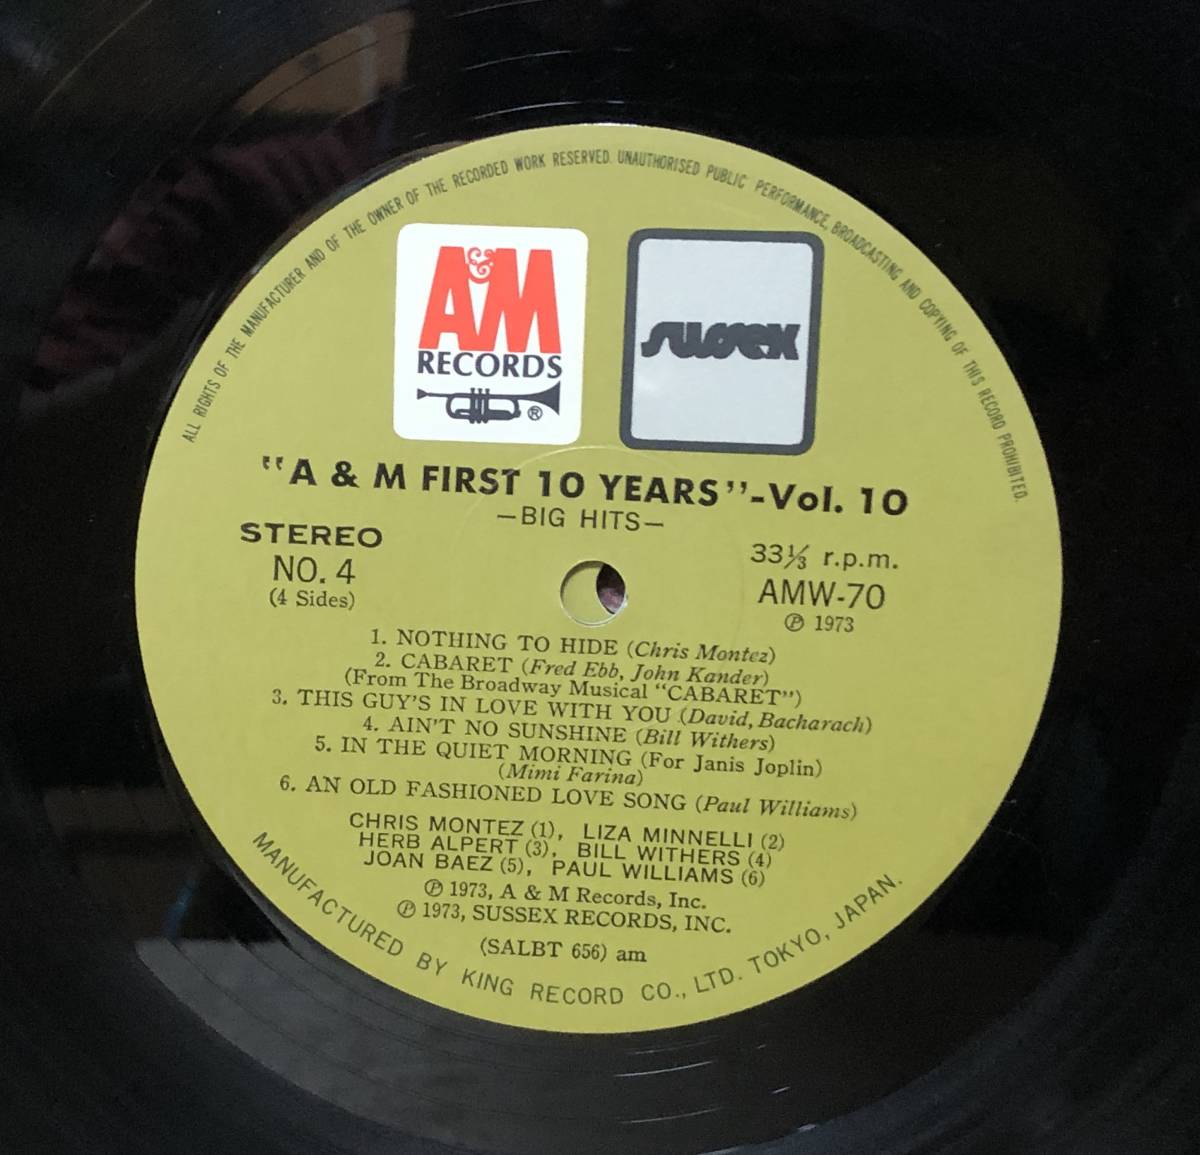 ALL RIGHTS OF THE MANUFACTURER AND OF THE OWNER OF THE RECORDED WORK RESERVED. UNAUTHORISED PUBLIC PERFORMANCE, BROADCASTING AND COPYING OF THIS RECORD PROHIBITED.
A&M
RECORDS
®
sussex
"A & M FIRST 10 YEARS"-Vol. 10
—BIG HITS—
STEREO
NO. 4
(4 Sides)
33⅓ r.p.m.
AMW-70
℗ 1973
1. NOTHING TO HIDE (Chris Montez)
2. CABARET (Fred Ebb, John Kander)
(From The Broadway Musical "CABARET")
3. THIS GUY'S IN LOVE WITH YOU (David, Bacharach)
4. AIN'T NO SUNSHINE (Bill Withers)
5. IN THE QUIET MORNING (For Janis Joplin)
(Mimi Farina)
6. AN OLD FASHIONED LOVE SONG (Paul Williams)
CHRIS MONTEZ (1), LIZA MINNELLI (2)
HERB ALPERT (3), BILL WITHERS (4)
JOAN BAEZ (5), PAUL WILLIAMS (6)
℗ 1973, A & M Records, Inc.
℗ 1973, SUSSEX RECORDS, INC.
(SALBT 656) am
MANUFACTURED BY KING RECORD CO., LTD. TOKYO, JAPAN.